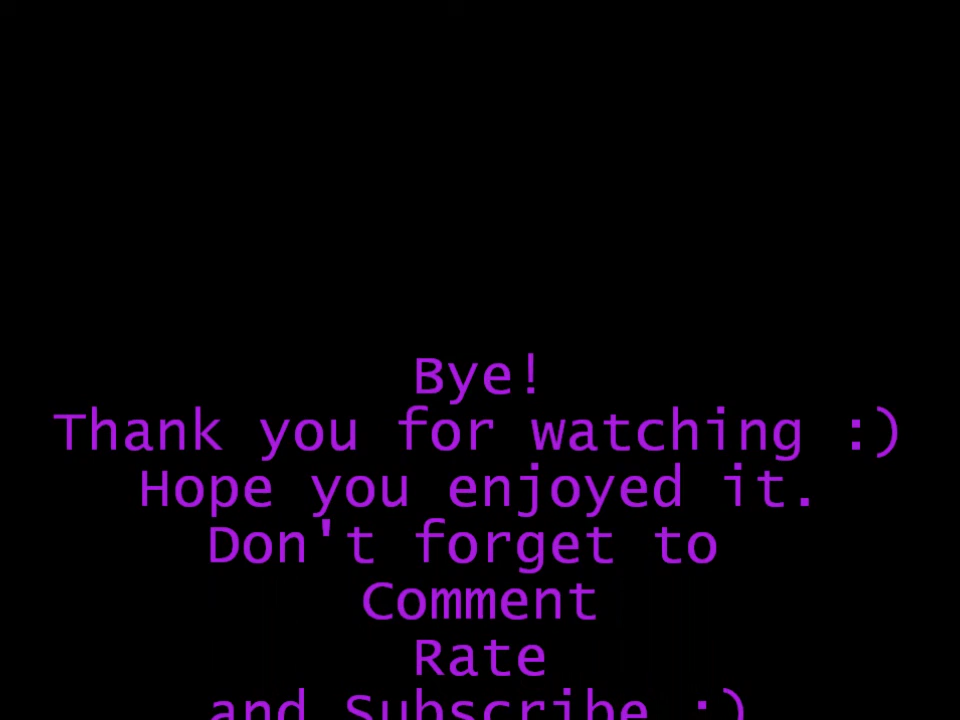 Bye!
Thank you for watching :)
Hope you enjoyed it.
Don't forget to
Comment
Rate
and Subscribe :)